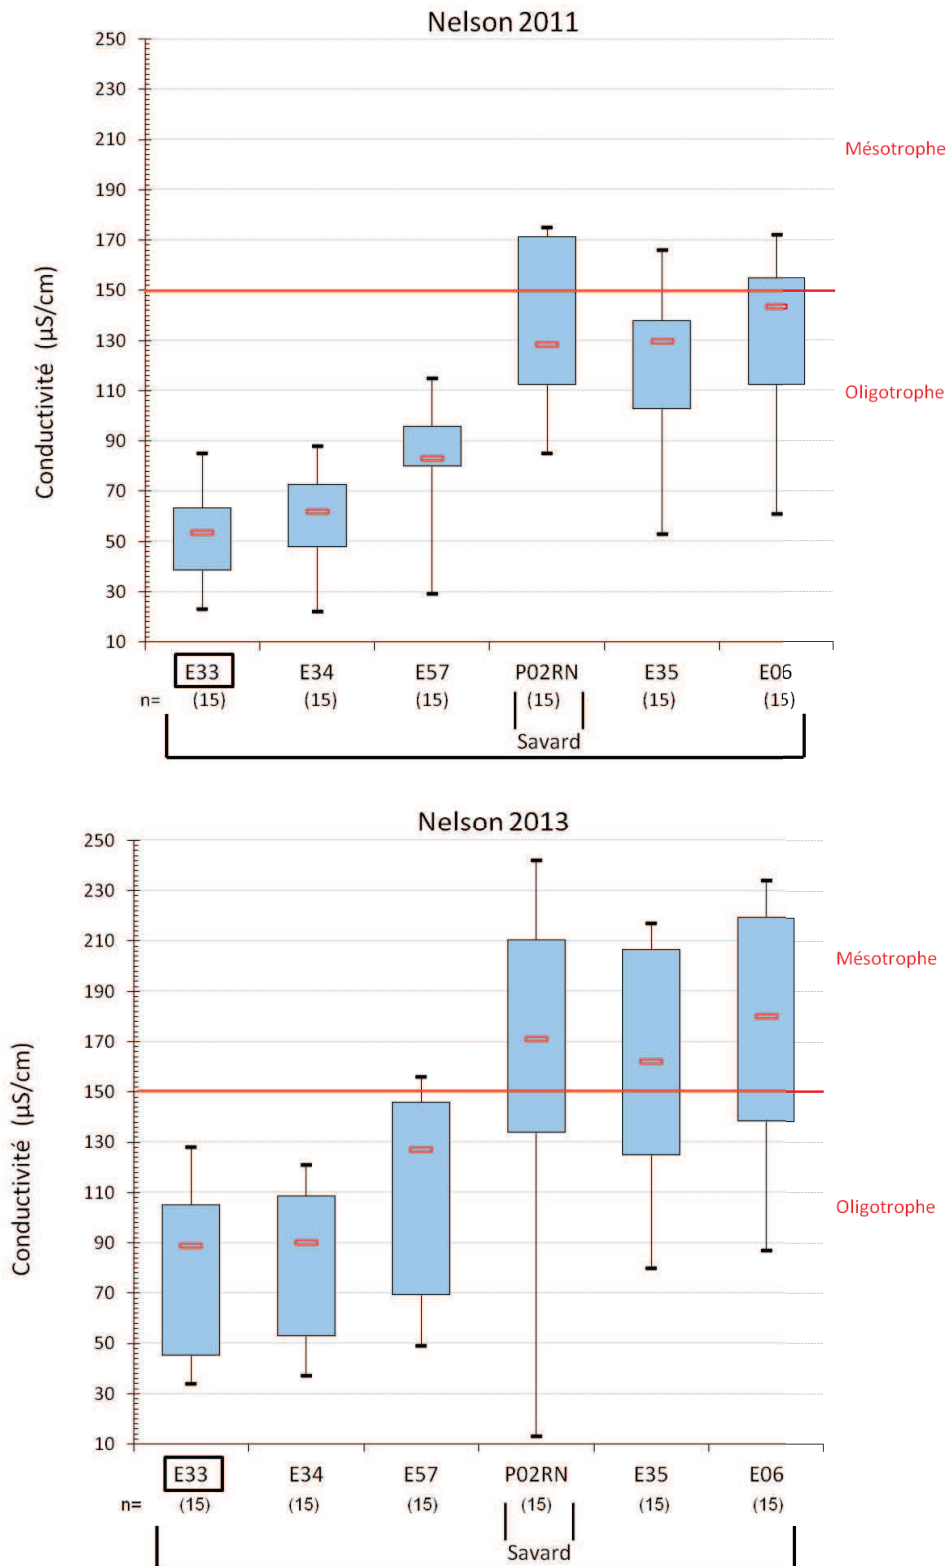 Nelson 2011
250
230
210
190
170
150
130
110
90
70
50
30
10
Conductivité (µS/cm)
Mésotrophe
Oligotrophe
E33 E34 E57 P02RN E35 E06
n= (15) (15) (15) (15) (15) (15)
Savard
Nelson 2013
250
230
210
190
170
150
130
110
90
70
50
30
10
Conductivité (µS/cm)
Mésotrophe
Oligotrophe
E33 E34 E57 P02RN E35 E06
n= (15) (15) (15) (15) (15) (15)
Savard